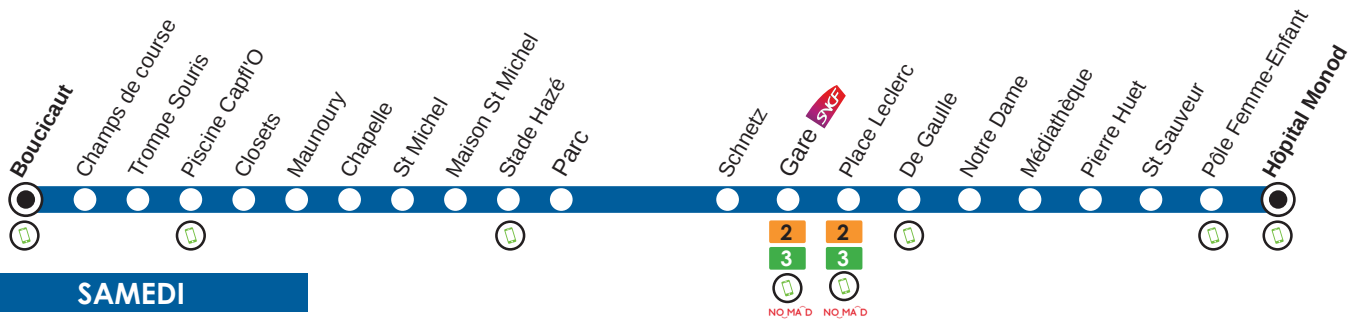 Boucicaut
Champs de course
Trompe Souris
Piscine Capfl'O
Closets
Maunoury
Chapelle
St Michel
Maison St Michel
Stade Hazé
Parc
Schnetz
Gare SNCF
Place Leclerc
De Gaulle
Notre Dame
Médiathèque
Pierre Huet
St Sauveur
Pôle Femme-Enfant
Hôpital Monod
2 2
3 3
NOMAD NOMAD
SAMEDI